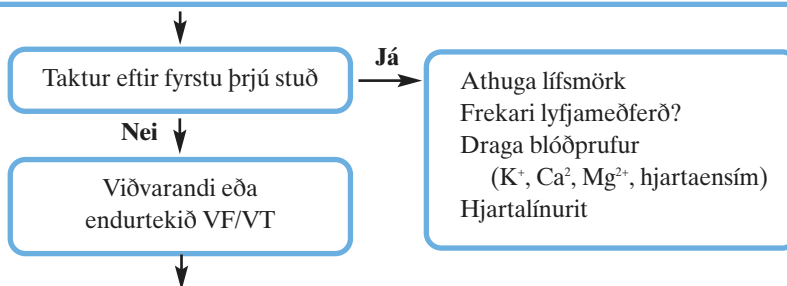 Taktur eftir fyrstu þrjú stuð
Já
Athuga lífsmörk
Frekari lyfjameðferð?
Draga blóðprufur
(K⁺, Ca², Mg²⁺, hjartaensím)
Hjartalínurit
Nei
Viðvarandi eða
endurtekið VF/VT